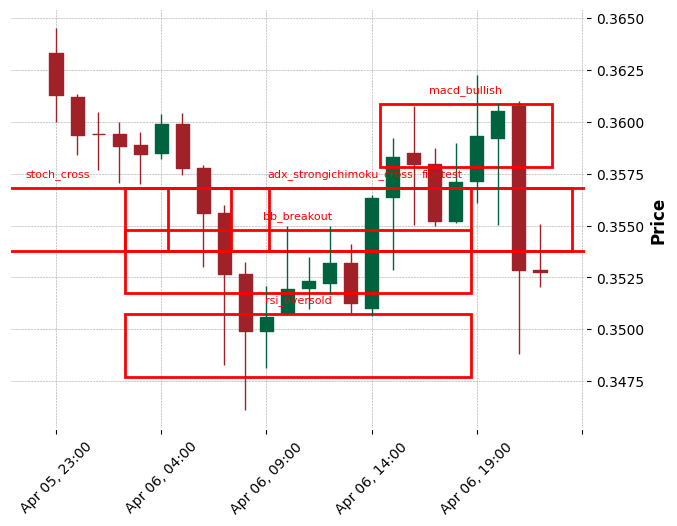 0.3650
0.3625
macd_bullish
0.3600
stoch_cross
adx_strong
ichimoku_cross
fib_test
0.3575
bb_breakout
0.3550
0.3525
rsi_oversold
0.3500
0.3475
Price
Apr 05, 23:00
Apr 06, 04:00
Apr 06, 09:00
Apr 06, 14:00
Apr 06, 19:00